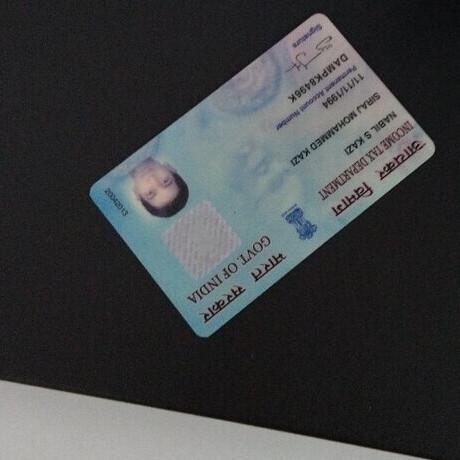 आयकर विभाग भारत सरकार
INCOME TAX DEPARTMENT GOVT. OF INDIA
NABIL S KAZI
SIRAJ MOHAMMED KAZI
11/11/1994
Permanent Account Number
DAMPK8496K
Signature
20042013